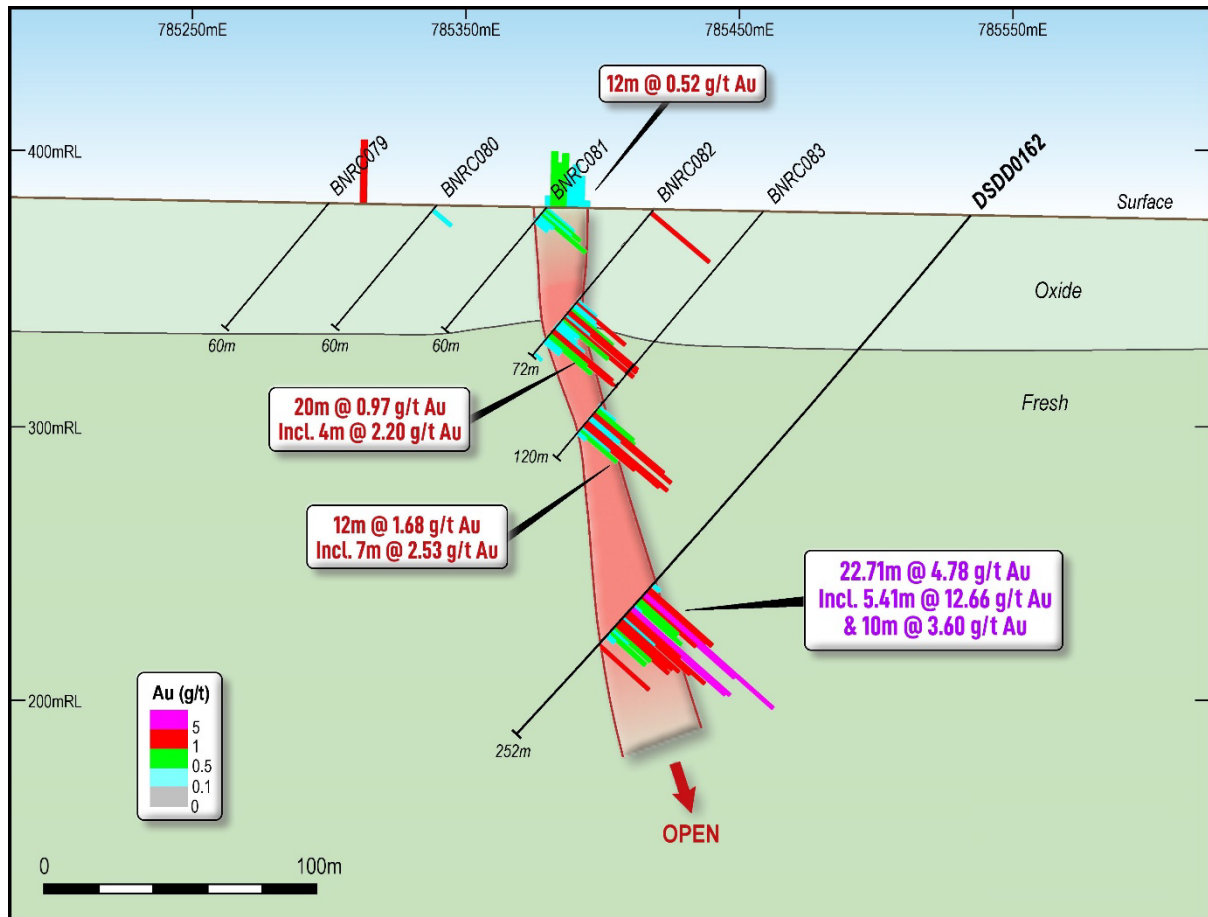 785250mE
785350mE
785450mE
785550mE
12m @ 0.52 g/t Au
400mRL
BNRC079
BNRC080
BNRC081
BNRC082
BNRC083
DSDD0162
Surface
Oxide
60m
60m
60m
72m
Fresh
20m @ 0.97 g/t Au
Incl. 4m @ 2.20 g/t Au
300mRL
120m
12m @ 1.68 g/t Au
Incl. 7m @ 2.53 g/t Au
22.71m @ 4.78 g/t Au
Incl. 5.41m @ 12.66 g/t Au
& 10m @ 3.60 g/t Au
200mRL
Au (g/t)
5
1
0.5
0.1
0
252m
OPEN
0
100m